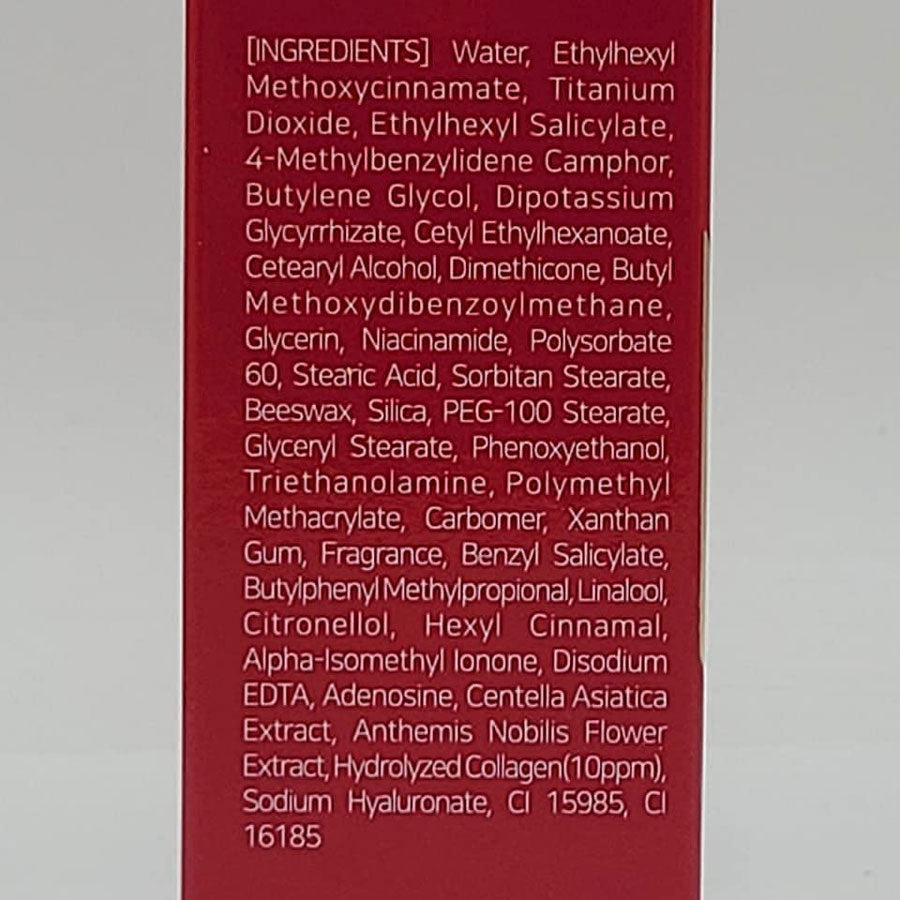 [INGREDIENTS] Water, Ethylhexyl
Methoxycinnamate, Titanium
Dioxide, Ethylhexyl Salicylate,
4-Methylbenzylidene Camphor,
Butylene Glycol, Dipotassium
Glycyrrhizate, Cetyl Ethylhexanoate,
Cetearyl Alcohol, Dimethicone, Butyl
Methoxydibenzoylmethane,
Glycerin, Niacinamide, Polysorbate
60, Stearic Acid, Sorbitan Stearate,
Beeswax, Silica, PEG-100 Stearate,
Glyceryl Stearate, Phenoxyethanol,
Triethanolamine, Polymethyl
Methacrylate, Carbomer, Xanthan
Gum, Fragrance, Benzyl Salicylate,
Butylphenyl Methylpropional, Linalool,
Citronellol, Hexyl Cinnamal,
Alpha-Isomethyl Ionone, Disodium
EDTA, Adenosine, Centella Asiatica
Extract, Anthemis Nobilis Flower
Extract, Hydrolyzed Collagen(10ppm),
Sodium Hyaluronate, CI 15985, CI
16185